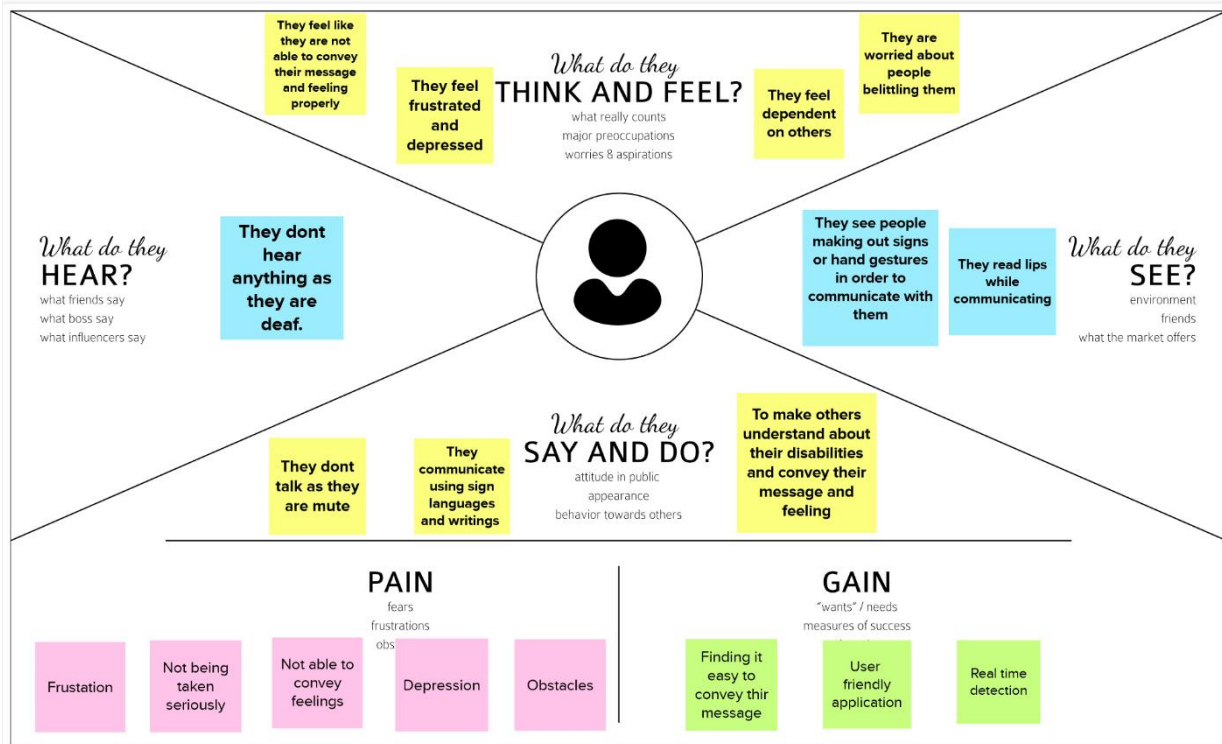 They feel like
they are not
able to convey
their message
and feeling
properly
They feel
frustrated
and
depressed
What do they
THINK AND FEEL?
what really counts
major preoccupations
worries & aspirations
They feel
dependent
on others
They are
worried about
people
belittling them
What do they
HEAR?
what friends say
what boss say
what influencers say
They dont
hear
anything as
they are
deaf.
They see people
making out signs
or hand gestures
in order to
communicate with
them
They read lips
while
communicating
What do they
SEE?
environment
friends
what the market offers
They dont
talk as they
are mute
They
communicate
using sign
languages
and writings
What do they
SAY AND DO?
attitude in public
appearance
behavior towards others
To make others
understand about
their disabilities
and convey their
message and
feeling
PAIN
fears
frustrations
Frustation
Not being
taken
seriously
Not able to
convey
feelings
Depression
Obstacles
GAIN
"wants" / needs
measures of success
Finding it
easy to
convey thir
message
User
friendly
application
Real time
detection